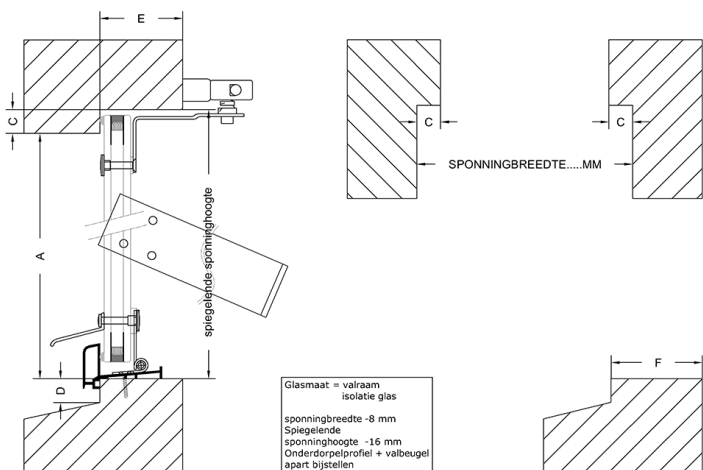 E
C
A
D
spiegelende sponninghoogte
C
C
SPONNINGBREEDTE.....MM
F
Glasmaat = valraam
isolatie glas
sponningbreedte -8 mm
Spiegelende
sponninghoogte -16 mm
Onderdorpelprofiel + valbeugel
apart bijstellen